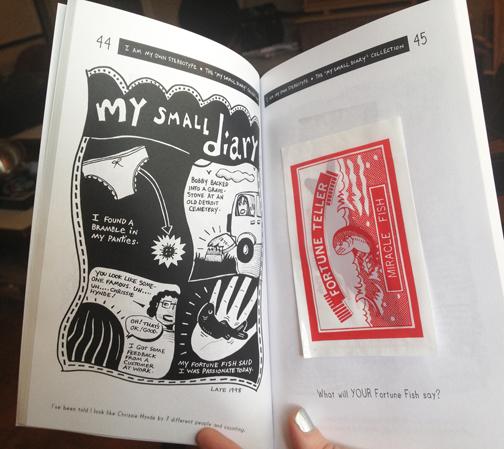 44
I AM MY OWN STEREOTYPE • THE "MY SMALL DIARY" COLLECTION
my SMALL diary
I FOUND A
BRAMBLE IN
MY PANTIES.
BOBBY BACKED
INTO A GRAVE-
STONE AT AN
OLD DETROIT
CEMETERY.
YOU LOOK LIKE SOME-
ONE FAMOUS. UH....
UH.... CHRISSIE
HYNDE!
OH! THAT'S
OK./GOOD.
I GOT SOME
FEEDBACK
FROM A
CUSTOMER
AT WORK.
MY FORTUNE FISH SAID
I WAS PASSIONATE TODAY.
LATE 1998
I've been told I look like Chrissie Hynde by 7 different people and counting.
45
I AM MY OWN STEREOTYPE • THE "MY SMALL DIARY" COLLECTION
FORTUNE TELLER
MIRACLE FISH
What will YOUR Fortune Fish say?